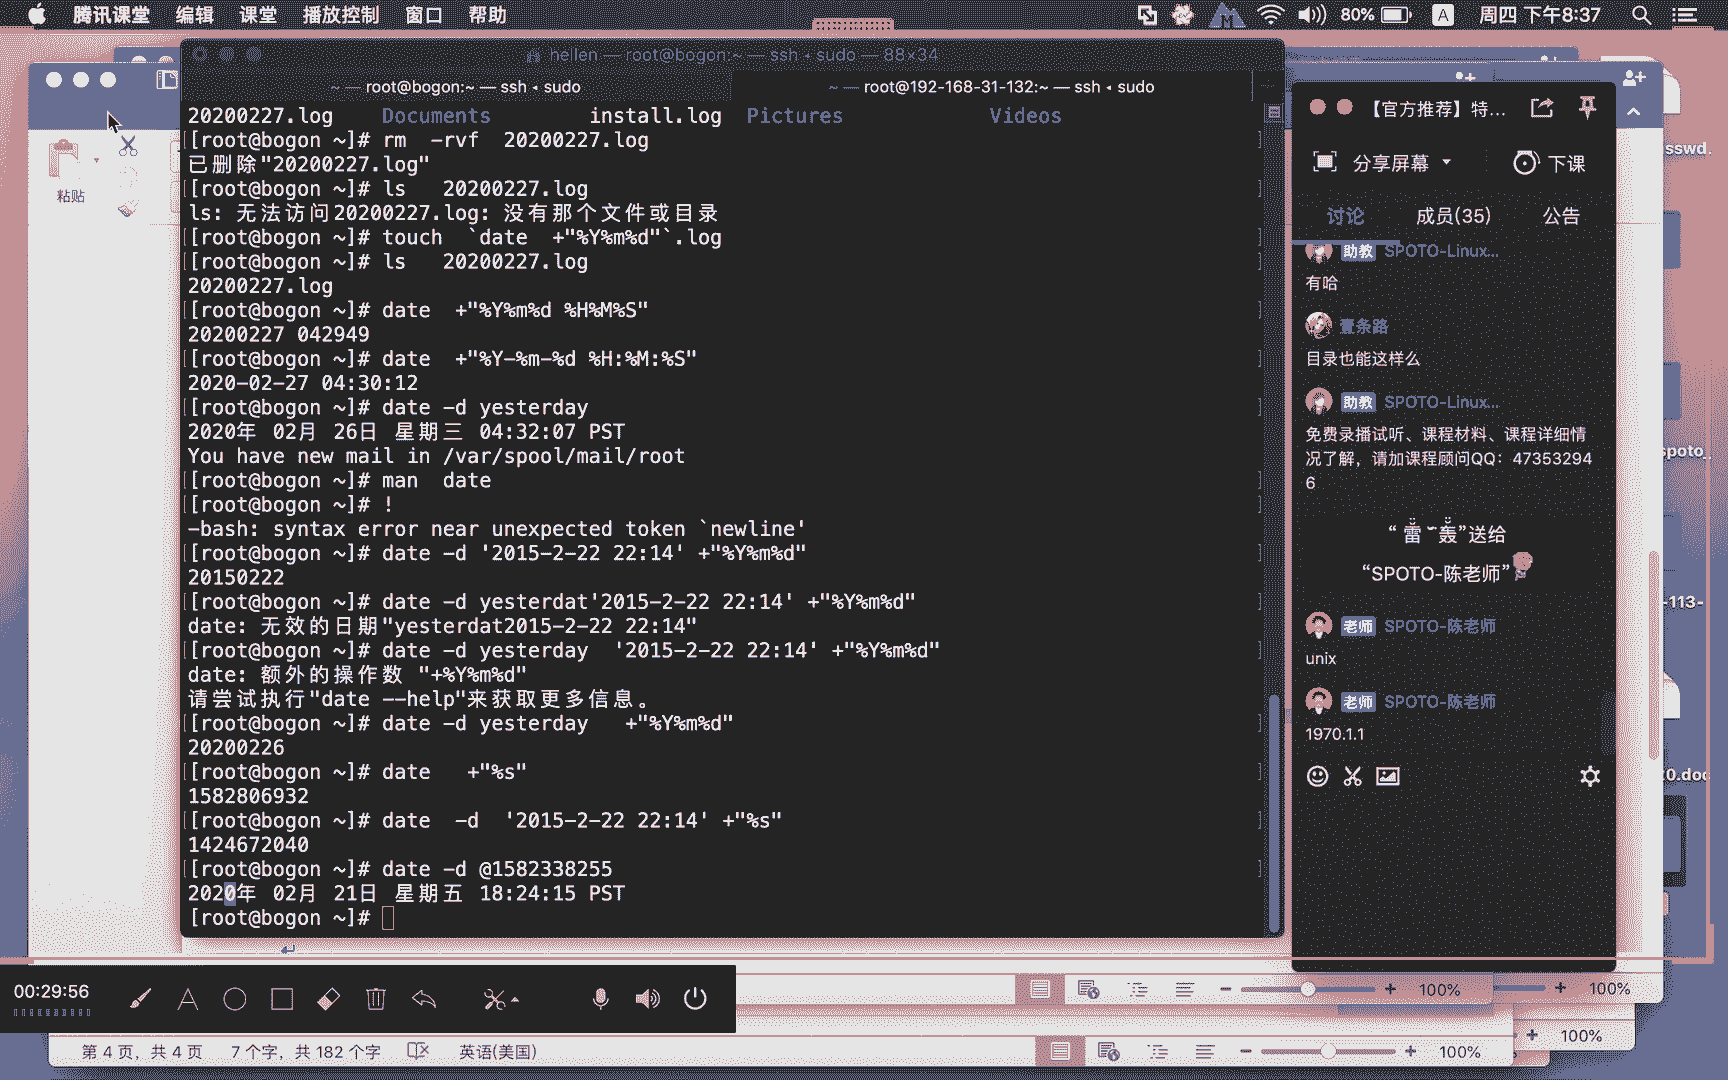 腾讯课堂 编辑 课堂 播放控制 窗口 帮助
80% A 周四 下午8:37
hellen — root@bogon:~ — ssh ◂ sudo — 88×34
~ — root@bogon:~ — ssh ◂ sudo
~ — root@192-168-31-132:~ — ssh ◂ sudo
20200227.log Documents install.log Pictures Videos
[root@bogon ~]# rm -rvf 20200227.log
已删除"20200227.log"
[root@bogon ~]# ls 20200227.log
ls: 无法访问20200227.log: 没有那个文件或目录
[root@bogon ~]# touch `date +"%Y%m%d"`.log
[root@bogon ~]# ls 20200227.log
20200227.log
[root@bogon ~]# date +"%Y%m%d %H%M%S"
20200227 042949
[root@bogon ~]# date +"%Y-%m-%d %H:%M:%S"
2020-02-27 04:30:12
[root@bogon ~]# date -d yesterday
2020年 02月 26日 星期三 04:32:07 PST
You have new mail in /var/spool/mail/root
[root@bogon ~]# man date
[root@bogon ~]# !
-bash: syntax error near unexpected token `newline'
[root@bogon ~]# date -d '2015-2-22 22:14' +"%Y%m%d"
20150222
[root@bogon ~]# date -d yesterdat'2015-2-22 22:14' +"%Y%m%d"
date: 无效的日期"yesterdat2015-2-22 22:14"
[root@bogon ~]# date -d yesterday '2015-2-22 22:14' +"%Y%m%d"
date: 额外的操作数 "+%Y%m%d"
请尝试执行"date --help"来获取更多信息。
[root@bogon ~]# date -d yesterday +"%Y%m%d"
20200226
[root@bogon ~]# date +"%s"
1582806932
[root@bogon ~]# date -d '2015-2-22 22:14' +"%s"
1424672040
[root@bogon ~]# date -d @1582338255
2020年 02月 21日 星期五 18:24:15 PST
[root@bogon ~]#
粘贴
【官方推荐】特...
分享屏幕 下课
讨论 成员(35) 公告
助教 SPOTO-Linux...
有哈
壹条路
目录也能这样么
助教 SPOTO-Linux...
免费录播试听、课程材料、课程详细情
况了解，请加课程顾问QQ：47353294
6
“ 雷 轰”送给
“SPOTO-陈老师”
老师 SPOTO-陈老师
unix
老师 SPOTO-陈老师
1970.1.1
sswd.
spoto_
-113-
0.doc
00:29:56
100% 100%
100%
第 4 页，共 4 页 7 个字，共 182 个字 英语(美国) 100%